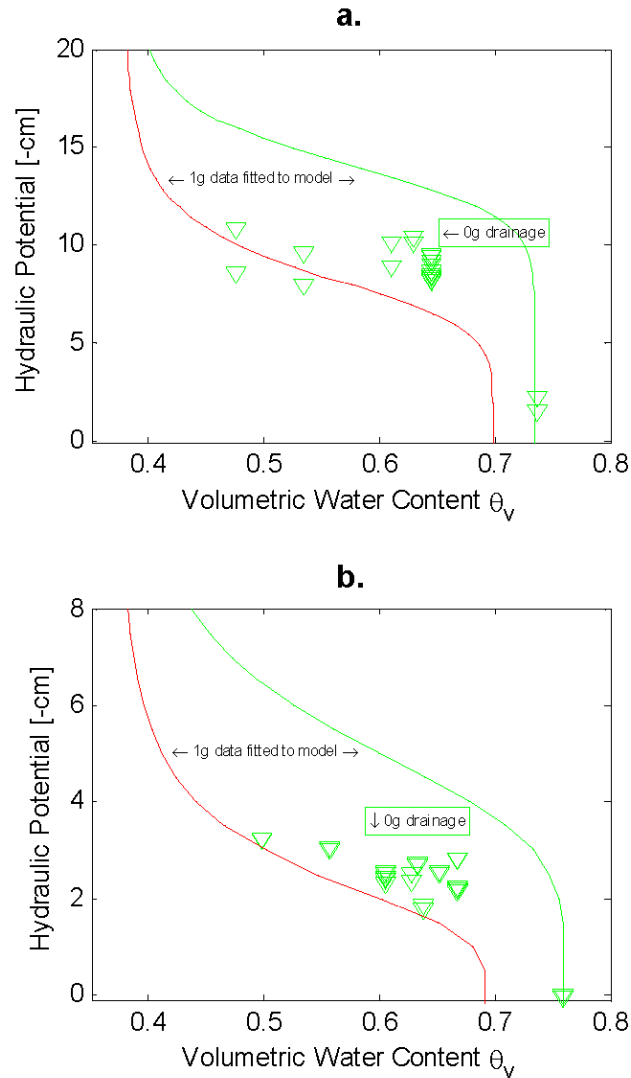 a.
20
15
10
5
0
Hydraulic Potential [-cm]
← 1g data fitted to model →
← 0g drainage
0.4 0.5 0.6 0.7 0.8
Volumetric Water Content θv
b.
8
6
4
2
0
Hydraulic Potential [-cm]
← 1g data fitted to model →
↓ 0g drainage
0.4 0.5 0.6 0.7 0.8
Volumetric Water Content θv